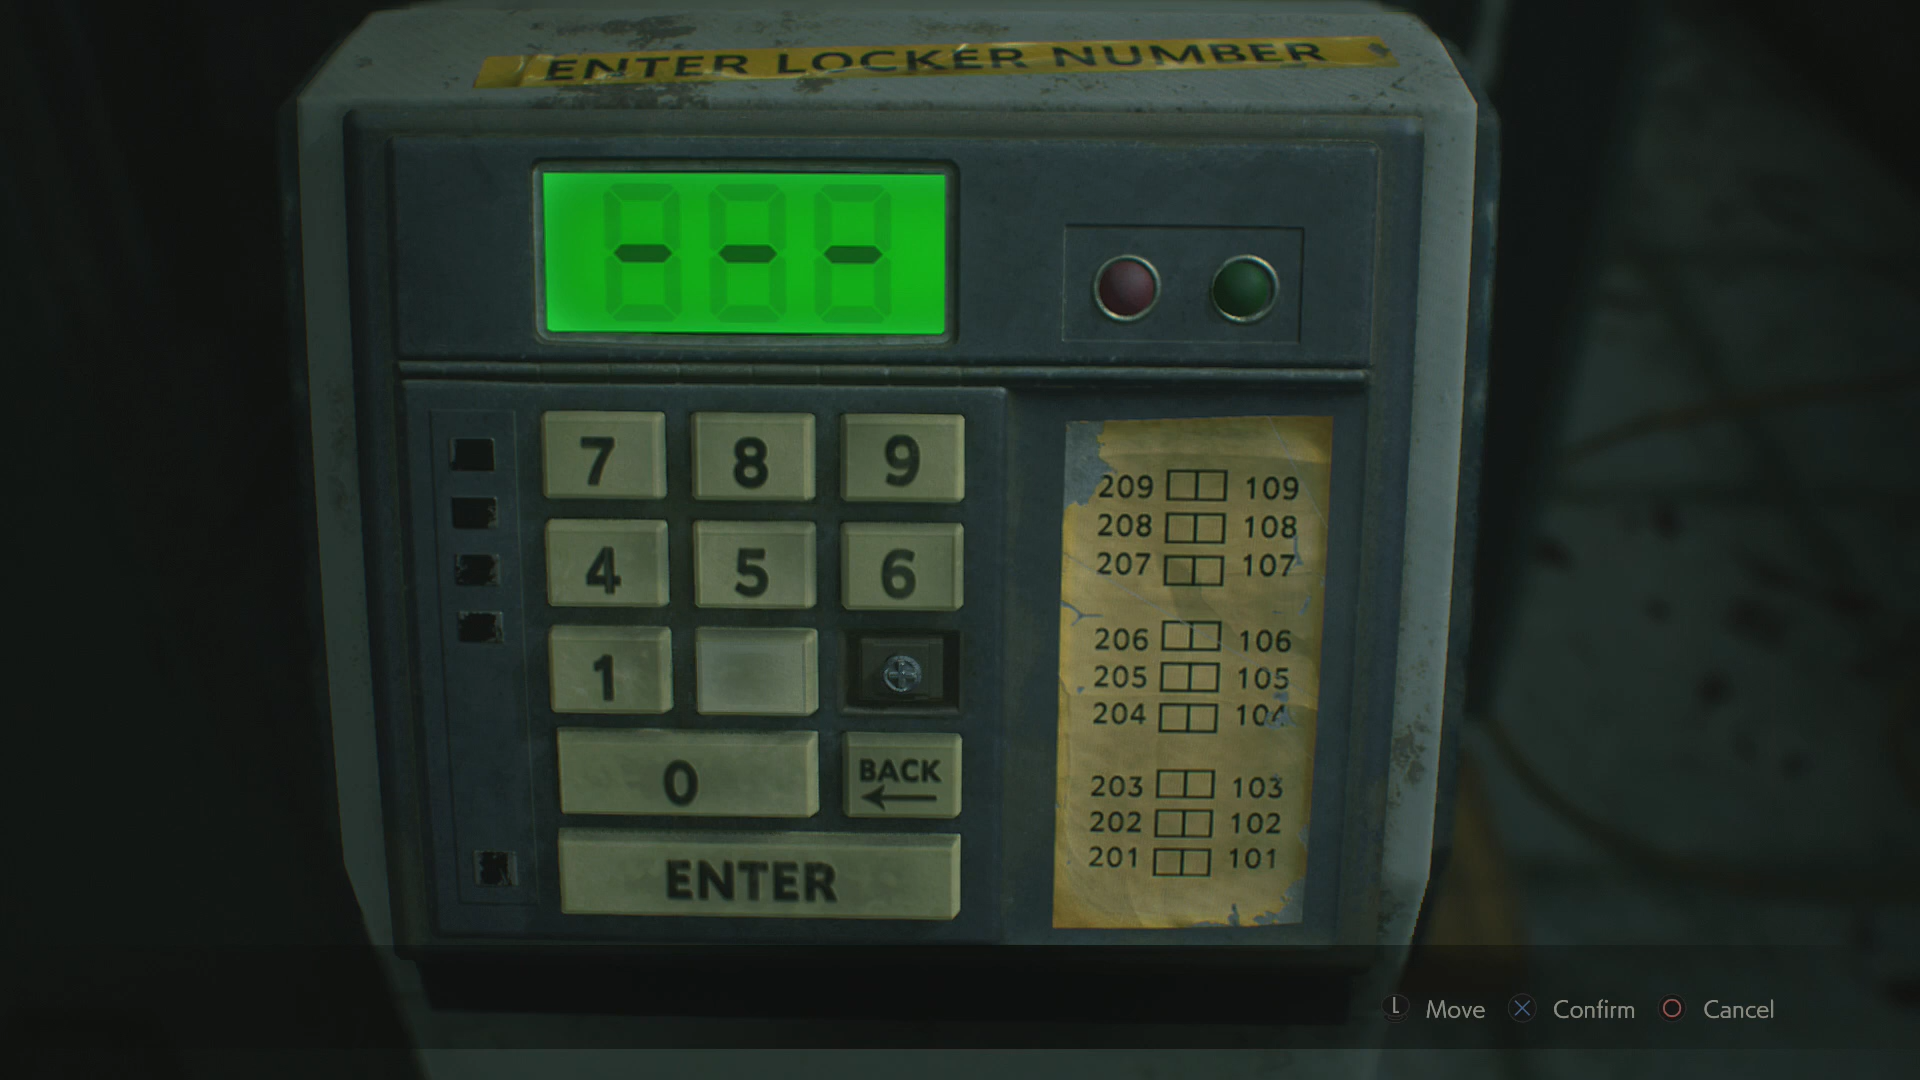 ENTER LOCKER NUMBER
7 8 9
4 5 6
1
0 BACK
ENTER
209 109
208 108
207 107
206 106
205 105
204 104
203 103
202 102
201 101
L Move Confirm Cancel